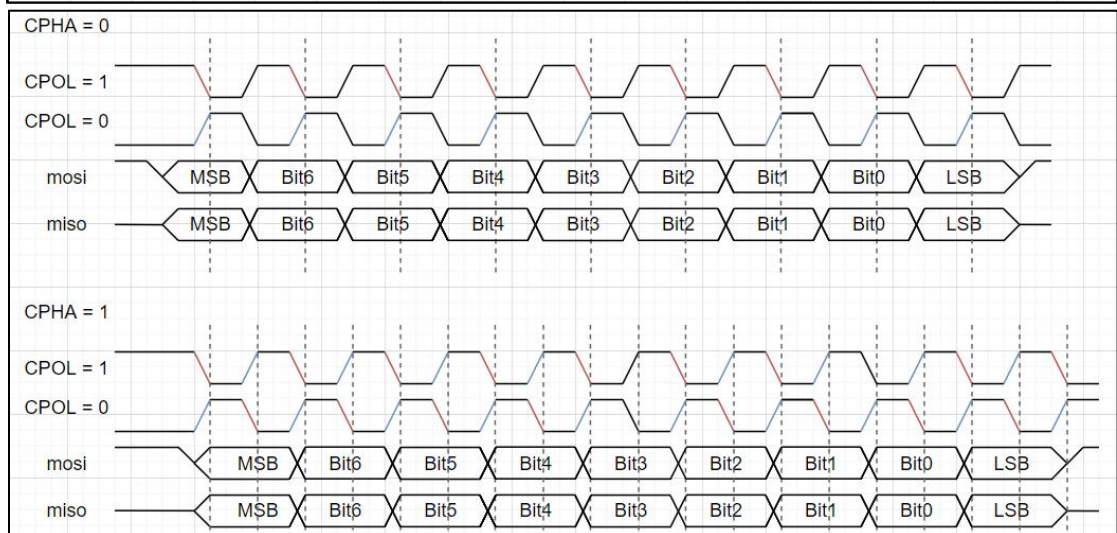 CPHA = 0
CPOL = 1
CPOL = 0
mosi MSB Bit6 Bit5 Bit4 Bit3 Bit2 Bit1 Bit0 LSB
miso MSB Bit6 Bit5 Bit4 Bit3 Bit2 Bit1 Bit0 LSB
CPHA = 1
CPOL = 1
CPOL = 0
mosi MSB Bit6 Bit5 Bit4 Bit3 Bit2 Bit1 Bit0 LSB
miso MSB Bit6 Bit5 Bit4 Bit3 Bit2 Bit1 Bit0 LSB